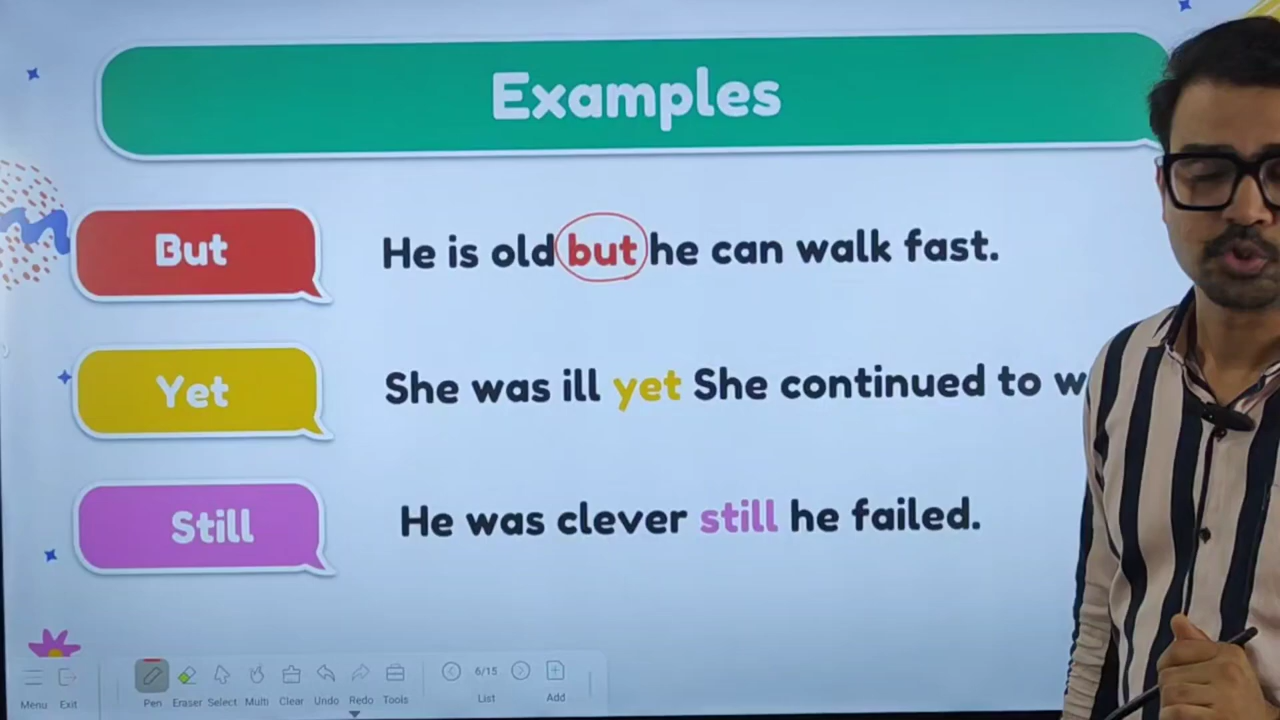 Examples
But
He is old but he can walk fast.
Yet
She was ill yet She continued to
Still
He was clever still he failed.
Menu Exit Pen Eraser Select Multi Clear Undo Redo Tools 6/15 List Add